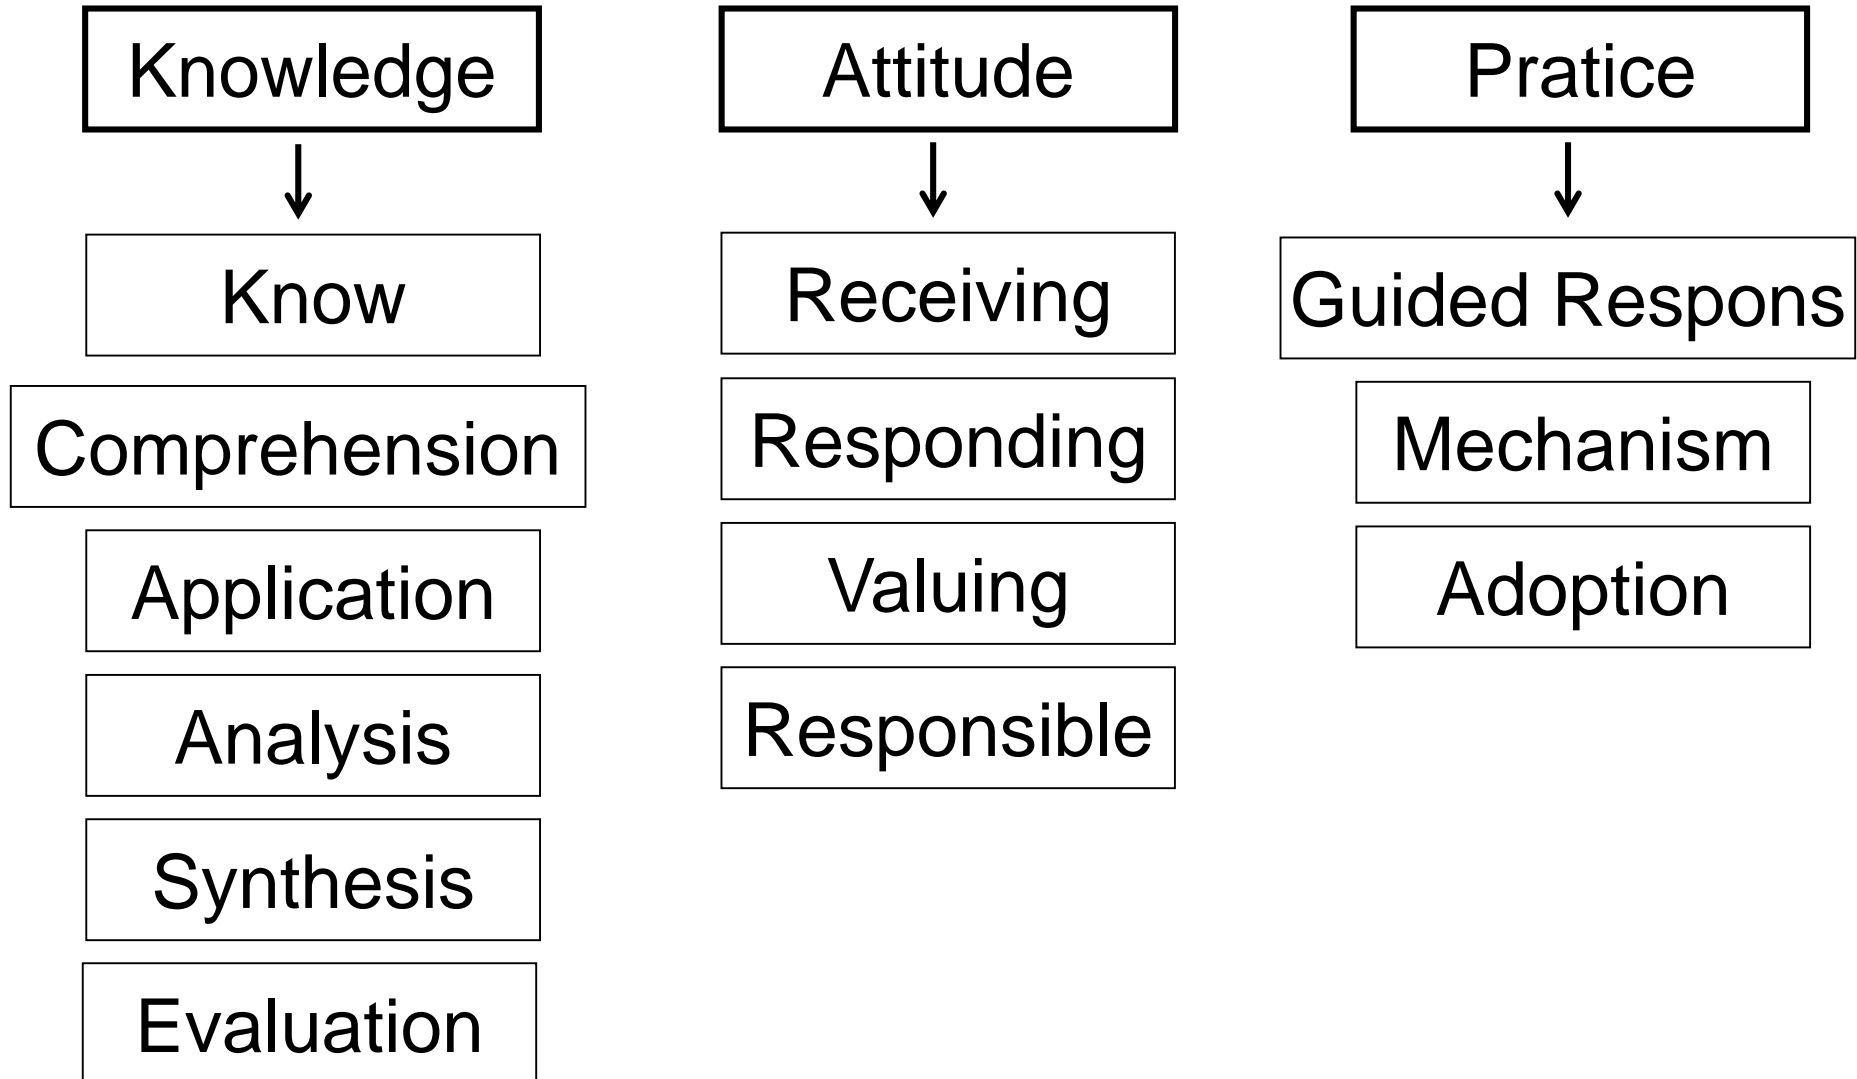 Knowledge
Know
Comprehension
Application
Analysis
Synthesis
Evaluation
Attitude
Receiving
Responding
Valuing
Responsible
Pratice
Guided Respons
Mechanism
Adoption